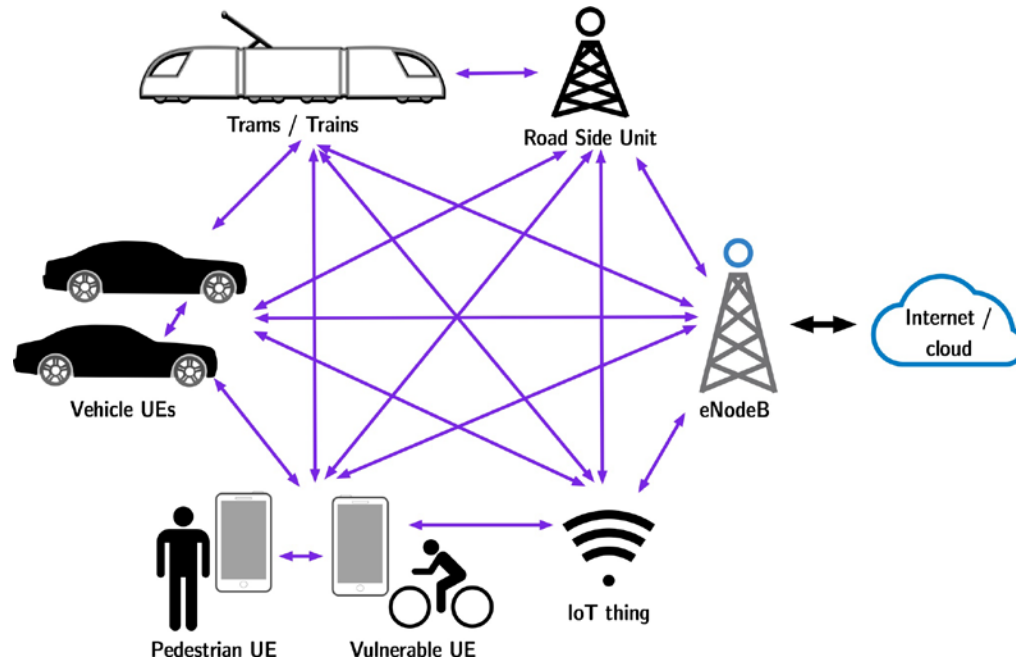 Trams / Trains
Road Side Unit
Internet /
cloud
Vehicle UEs
eNodeB
IoT thing
Pedestrian UE
Vulnerable UE